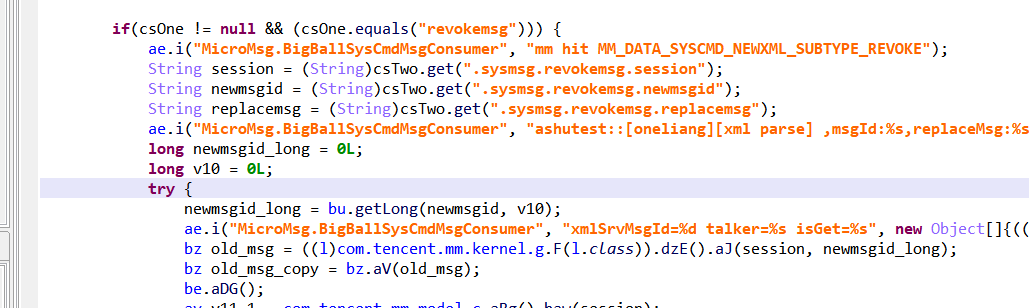 if(csOne != null && (csOne.equals("revokemsg"))) {
ae.i("MicroMsg.BigBallSysCmdMsgConsumer", "mm hit MM_DATA_SYSCMD_NEWXML_SUBTYPE_REVOKE");
String session = (String)csTwo.get(".sysmsg.revokemsg.session");
String newmsgid = (String)csTwo.get(".sysmsg.revokemsg.newmsgid");
String replacemsg = (String)csTwo.get(".sysmsg.revokemsg.replacemsg");
ae.i("MicroMsg.BigBallSysCmdMsgConsumer", "ashutest::[oneliang][xml parse] ,msgId:%s,replaceMsg:%s
long newmsgid_long = 0L;
long v10 = 0L;
try {
newmsgid_long = bu.getLong(newmsgid, v10);
ae.i("MicroMsg.BigBallSysCmdMsgConsumer", "xmlSrvMsgId=%d talker=%s isGet=%s", new Object[]{((
bz old_msg = ((l)com.tencent.mm.kernel.g.F(l.class)).dzE().aJ(session, newmsgid_long);
bz old_msg_copy = bz.aV(old_msg);
be.aDG();